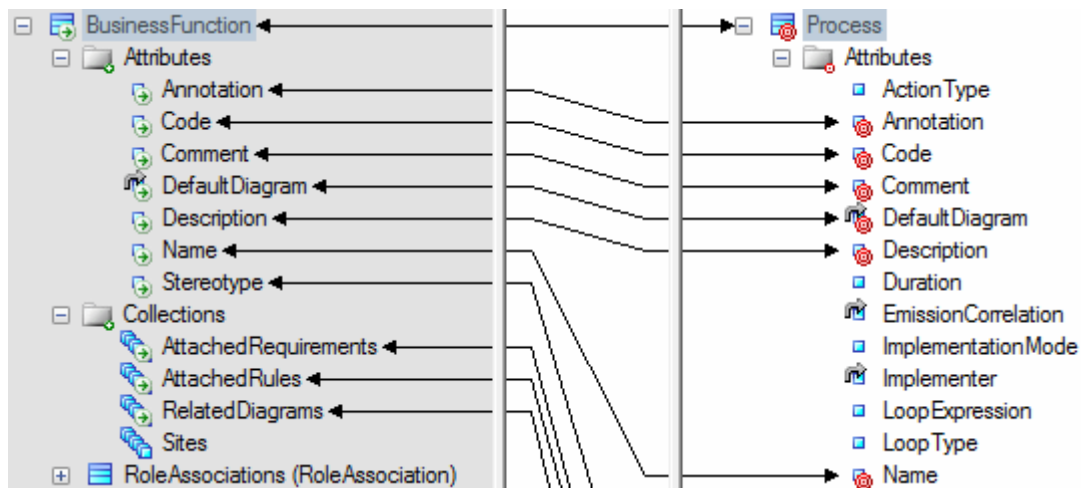 BusinessFunction
Attributes
Annotation
Code
Comment
DefaultDiagram
Description
Name
Stereotype
Collections
AttachedRequirements
AttachedRules
RelatedDiagrams
Sites
RoleAssociations (RoleAssociation)
Process
Attributes
ActionType
Annotation
Code
Comment
DefaultDiagram
Description
Duration
EmissionCorrelation
ImplementationMode
Implementer
LoopExpression
LoopType
Name